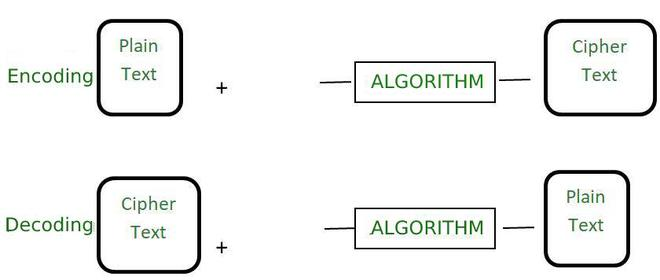 Plain
Text
Encoding
+
ALGORITHM
Cipher
Text
Cipher
Text
Decoding
+
ALGORITHM
Plain
Text